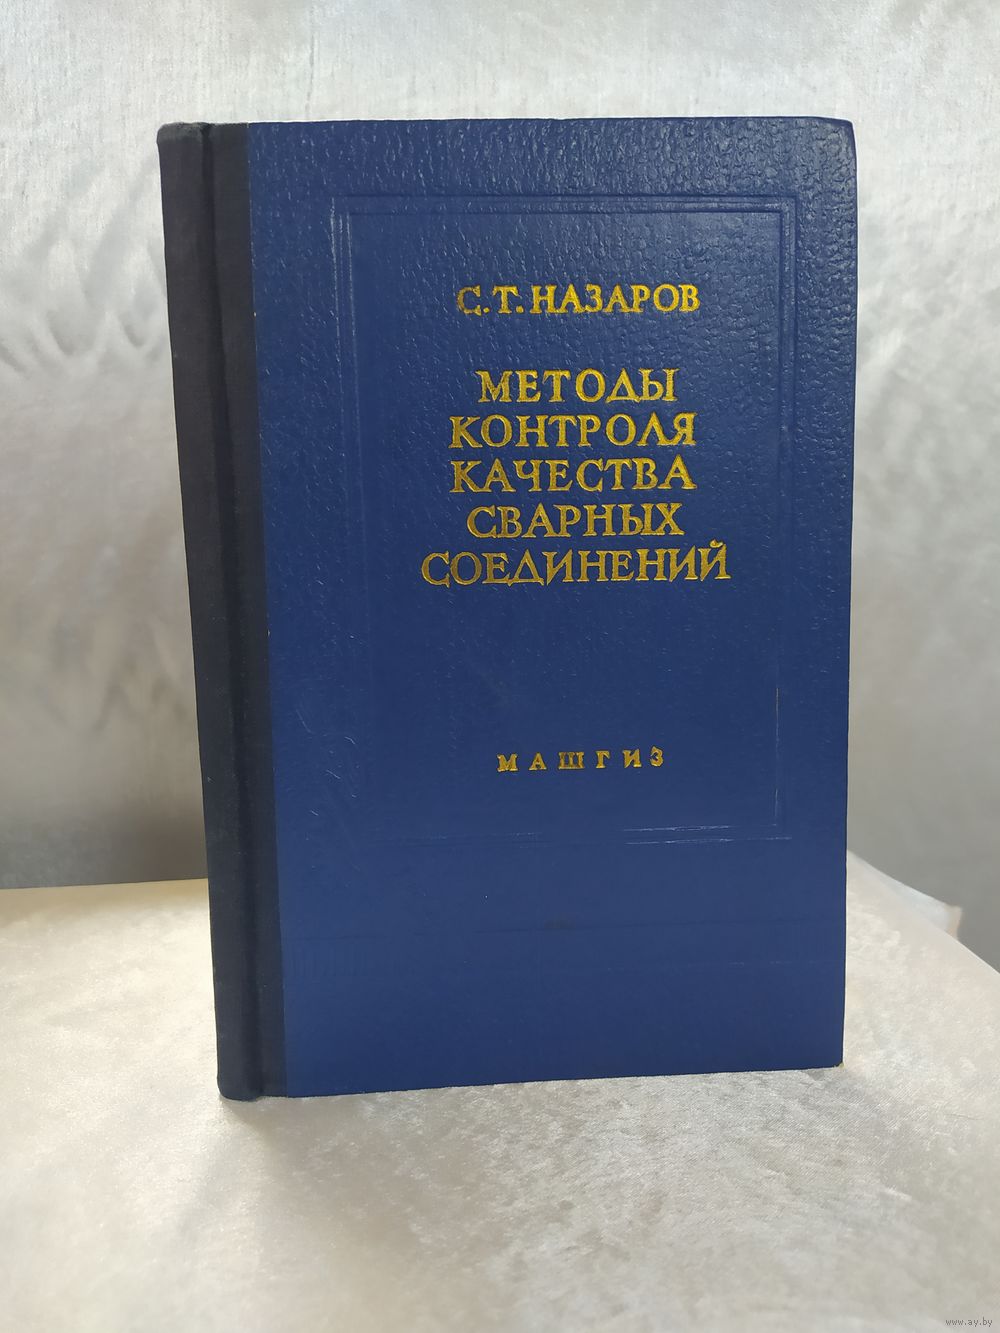 С.Т.НАЗАРОВ
МЕТОДЫ
КОНТРОЛЯ
КАЧЕСТВА
СВАРНЫХ
СОЕДИНЕНИЙ
МАШГИЗ
www.ay.by